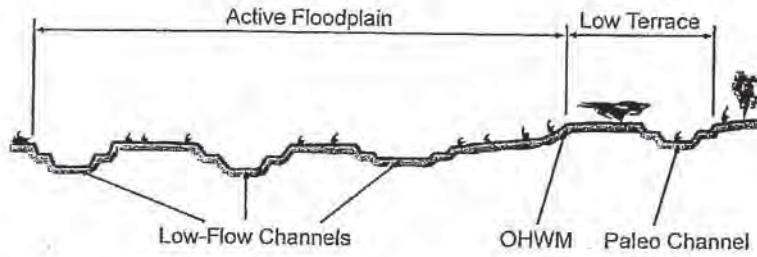 Active Floodplain
Low Terrace
Low-Flow Channels
OHWM
Paleo Channel